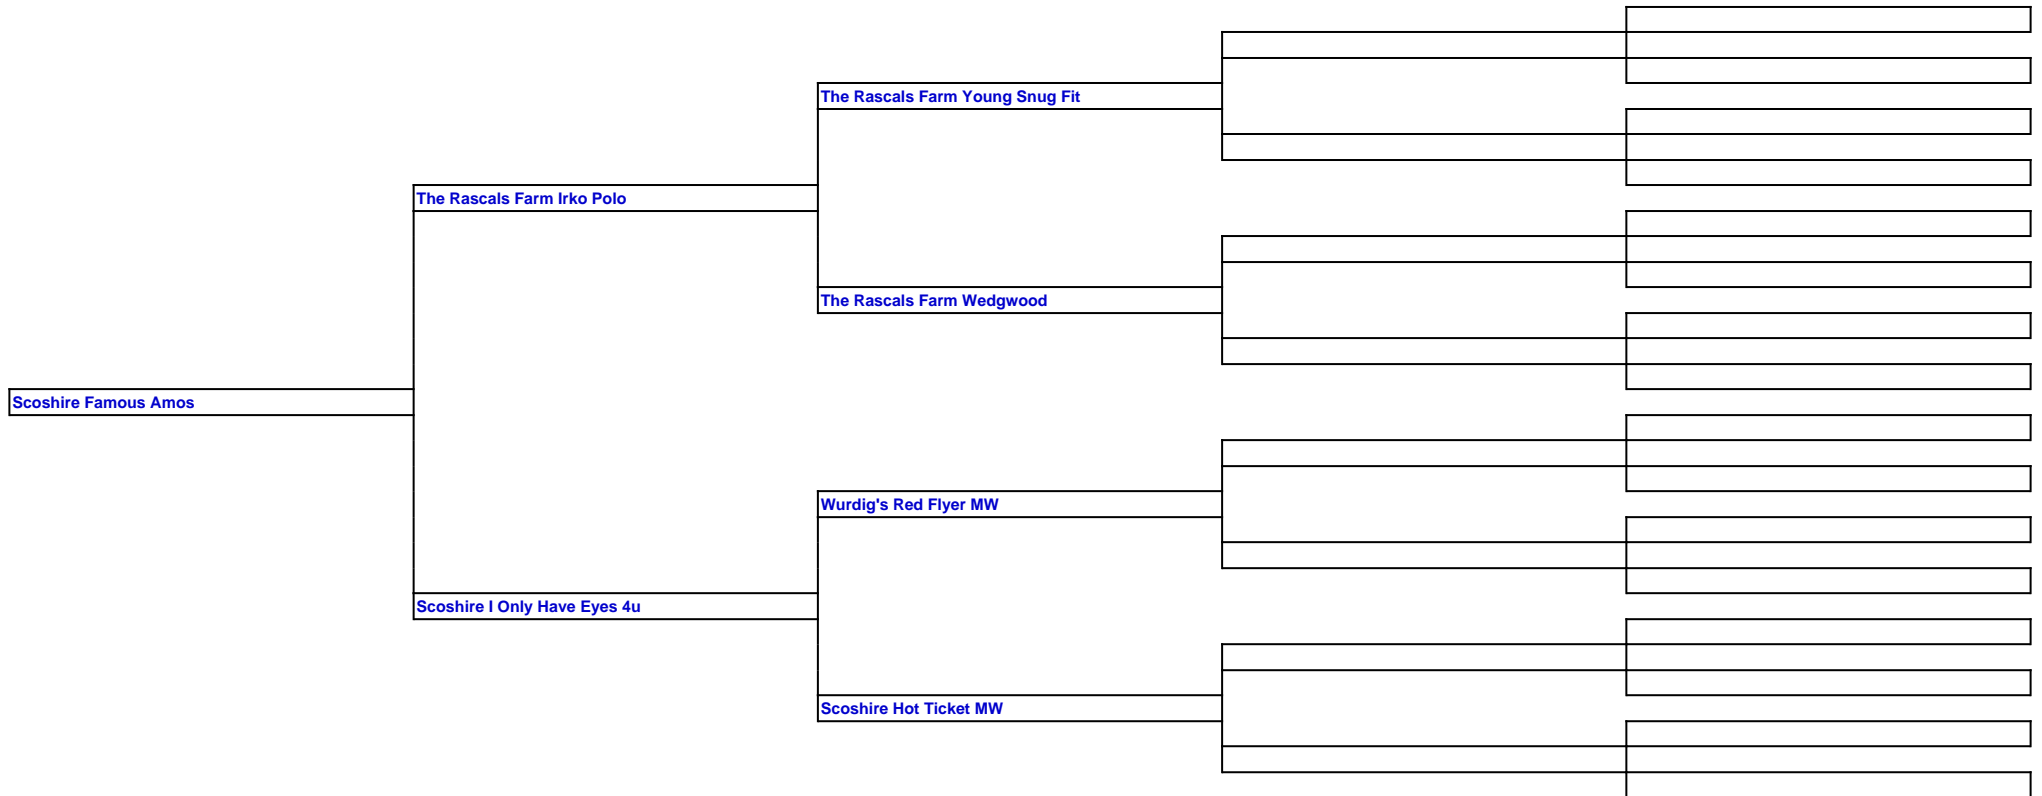 The Rascals Farm Young Snug Fit
The Rascals Farm Irko Polo
The Rascals Farm Wedgwood
Scoshire Famous Amos
Wurdig's Red Flyer MW
Scoshire I Only Have Eyes 4u
Scoshire Hot Ticket MW